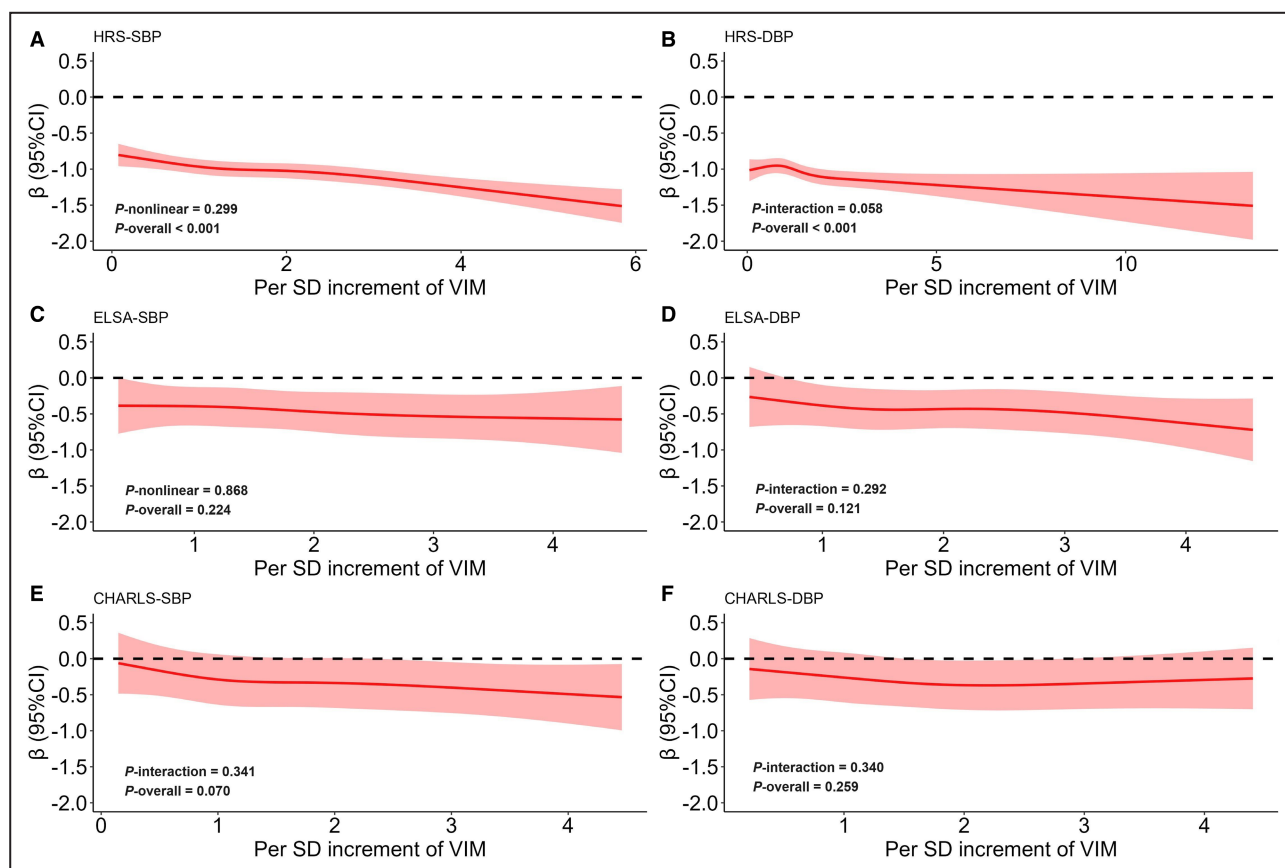 A
HRS-SBP
0.5
0.0
-0.5
-1.0
-1.5
-2.0
β (95%CI)
P-nonlinear = 0.299
P-overall < 0.001
0 2 4 6
Per SD increment of VIM
B
HRS-DBP
0.5
0.0
-0.5
-1.0
-1.5
-2.0
β (95%CI)
P-interaction = 0.058
P-overall < 0.001
0 5 10
Per SD increment of VIM
C
ELSA-SBP
0.5
0.0
-0.5
-1.0
-1.5
-2.0
β (95%CI)
P-nonlinear = 0.868
P-overall = 0.224
1 2 3 4
Per SD increment of VIM
D
ELSA-DBP
0.5
0.0
-0.5
-1.0
-1.5
-2.0
β (95%CI)
P-interaction = 0.292
P-overall = 0.121
1 2 3 4
Per SD increment of VIM
E
CHARLS-SBP
0.5
0.0
-0.5
-1.0
-1.5
-2.0
β (95%CI)
P-interaction = 0.341
P-overall = 0.070
0 1 2 3 4
Per SD increment of VIM
F
CHARLS-DBP
0.5
0.0
-0.5
-1.0
-1.5
-2.0
β (95%CI)
P-interaction = 0.340
P-overall = 0.259
1 2 3 4
Per SD increment of VIM